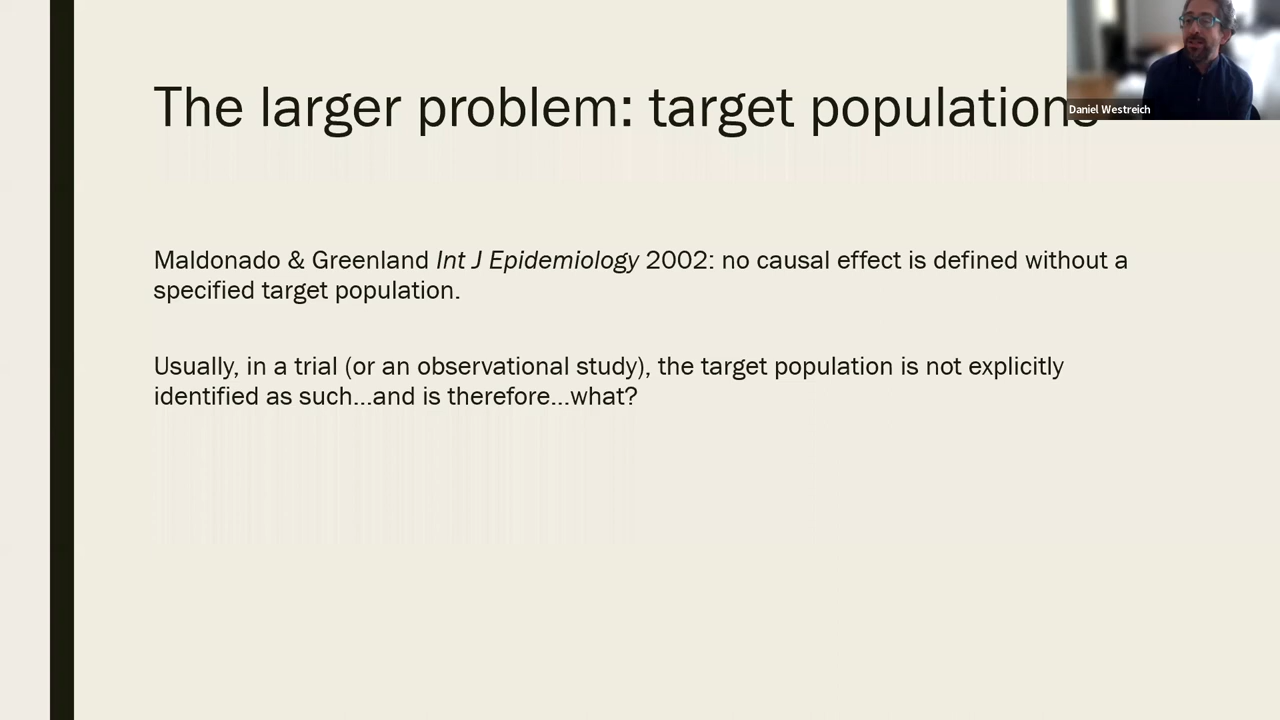 The larger problem: target populations
Daniel Westreich
Maldonado & Greenland Int J Epidemiology 2002: no causal effect is defined without a
specified target population.
Usually, in a trial (or an observational study), the target population is not explicitly
identified as such...and is therefore...what?